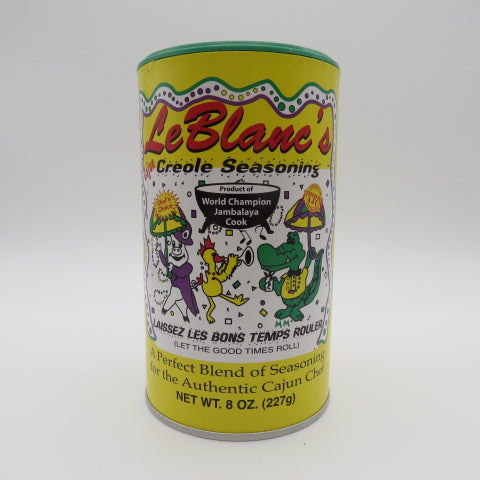 LeBlanc's
Creole Seasoning
Product of
World Champion
Jambalaya
Cook
LAISSEZ LES BONS TEMPS ROULER
(LET THE GOOD TIMES ROLL)
A Perfect Blend of Seasoning
for the Authentic Cajun Chef
NET WT. 8 OZ. (227g)